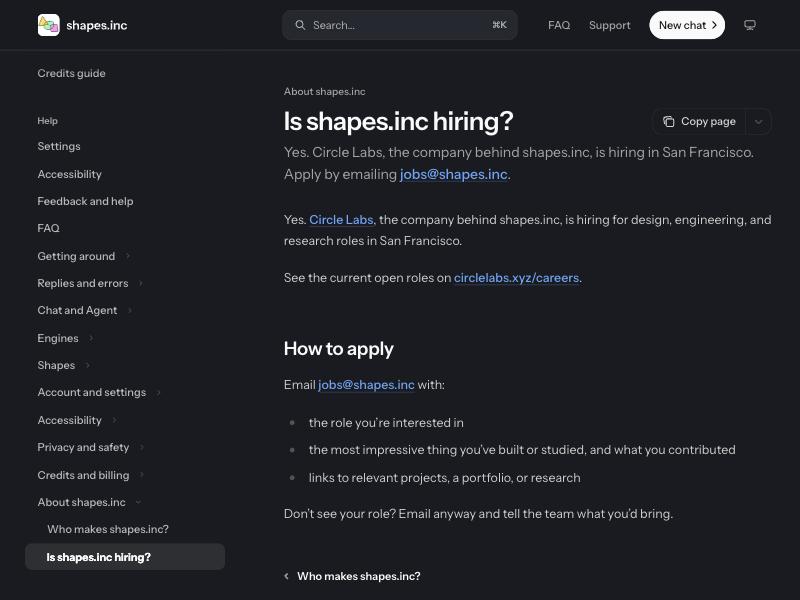 shapes.inc
Search...
⌘K
FAQ
Support
New chat
Credits guide
Help
Settings
Accessibility
Feedback and help
FAQ
Getting around
Replies and errors
Chat and Agent
Engines
Shapes
Account and settings
Accessibility
Privacy and safety
Credits and billing
About shapes.inc
Who makes shapes.inc?
Is shapes.inc hiring?
About shapes.inc
Is shapes.inc hiring?
Copy page
Yes. Circle Labs, the company behind shapes.inc, is hiring in San Francisco.
Apply by emailing jobs@shapes.inc.
Yes. Circle Labs, the company behind shapes.inc, is hiring for design, engineering, and
research roles in San Francisco.
See the current open roles on circlelabs.xyz/careers.
How to apply
Email jobs@shapes.inc with:
the role you're interested in
the most impressive thing you've built or studied, and what you contributed
links to relevant projects, a portfolio, or research
Don't see your role? Email anyway and tell the team what you'd bring.
Who makes shapes.inc?